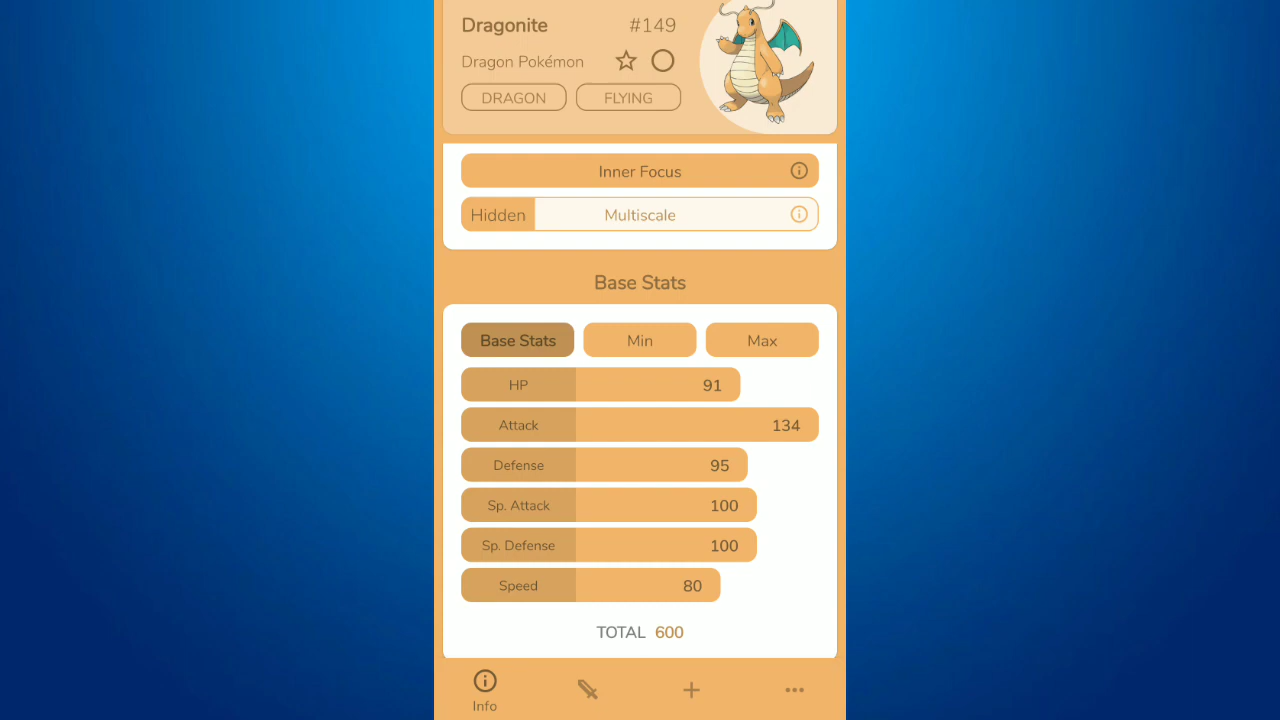 Dragonite #149
Dragon Pokémon
DRAGON FLYING
Inner Focus
Hidden Multiscale
Base Stats
Base Stats Min Max
HP 91
Attack 134
Defense 95
Sp. Attack 100
Sp. Defense 100
Speed 80
TOTAL 600
Info